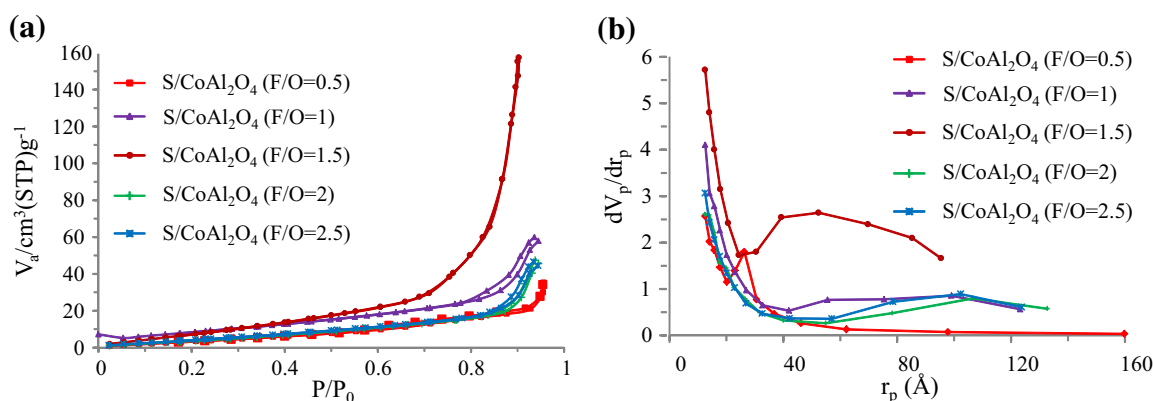 (a)
160
140
120
100
80
60
40
20
0
0
0.2
0.4
0.6
0.8
1
Vₐ/cm³(STP)g⁻¹
P/P₀
S/CoAl₂O₄ (F/O=0.5)
S/CoAl₂O₄ (F/O=1)
S/CoAl₂O₄ (F/O=1.5)
S/CoAl₂O₄ (F/O=2)
S/CoAl₂O₄ (F/O=2.5)
(b)
6
5
4
3
2
1
0
0
40
80
120
160
dVₚ/drₚ
rₚ (Å)
S/CoAl₂O₄ (F/O=0.5)
S/CoAl₂O₄ (F/O=1)
S/CoAl₂O₄ (F/O=1.5)
S/CoAl₂O₄ (F/O=2)
S/CoAl₂O₄ (F/O=2.5)